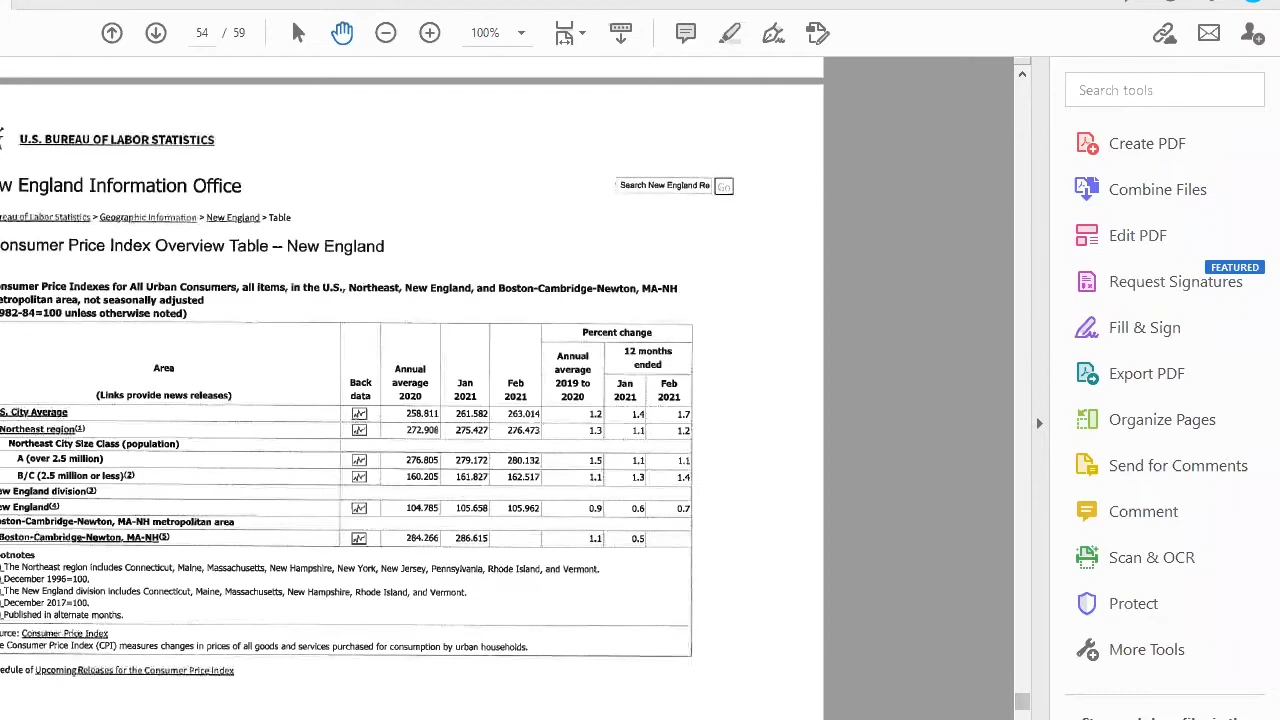 54 / 59
100%
Search tools
U.S. BUREAU OF LABOR STATISTICS
w England Information Office
Search New England Re
Go
reau of Labor Statistics > Geographic Information > New England > Table
onsumer Price Index Overview Table – New England
onsumer Price Indexes for All Urban Consumers, all items, in the U.S., Northeast, New England, and Boston-Cambridge-Newton, MA-NH
etropolitan area, not seasonally adjusted
982-84=100 unless otherwise noted)
Area
(Links provide news releases)
Back data
Annual average 2020
Jan 2021
Feb 2021
Percent change
Annual average 2019 to 2020
12 months ended
Jan 2021
Feb 2021
S. City Average 258.811 261.582 263.014 1.2 1.4 1.7
Northeast region(1) 272.908 275.427 276.473 1.3 1.1 1.2
Northeast City Size Class (population)
A (over 2.5 million) 276.805 279.172 280.132 1.5 1.1 1.1
B/C (2.5 million or less)(2) 160.205 161.827 162.517 1.1 1.3 1.4
ew England division(3)
ew England(4) 104.785 105.658 105.962 0.9 0.6 0.7
oston-Cambridge-Newton, MA-NH metropolitan area
Boston-Cambridge-Newton, MA-NH(5) 284.266 286.615 1.1 0.5
otnotes
) The Northeast region includes Connecticut, Maine, Massachusetts, New Hampshire, New York, New Jersey, Pennsylvania, Rhode Island, and Vermont.
) December 1996=100.
) The New England division includes Connecticut, Maine, Massachusetts, New Hampshire, Rhode Island, and Vermont.
) December 2017=100.
) Published in alternate months.
urce: Consumer Price Index
e Consumer Price Index (CPI) measures changes in prices of all goods and services purchased for consumption by urban households.
edule of Upcoming Releases for the Consumer Price Index
Create PDF
Combine Files
Edit PDF
FEATURED
Request Signatures
Fill & Sign
Export PDF
Organize Pages
Send for Comments
Comment
Scan & OCR
Protect
More Tools